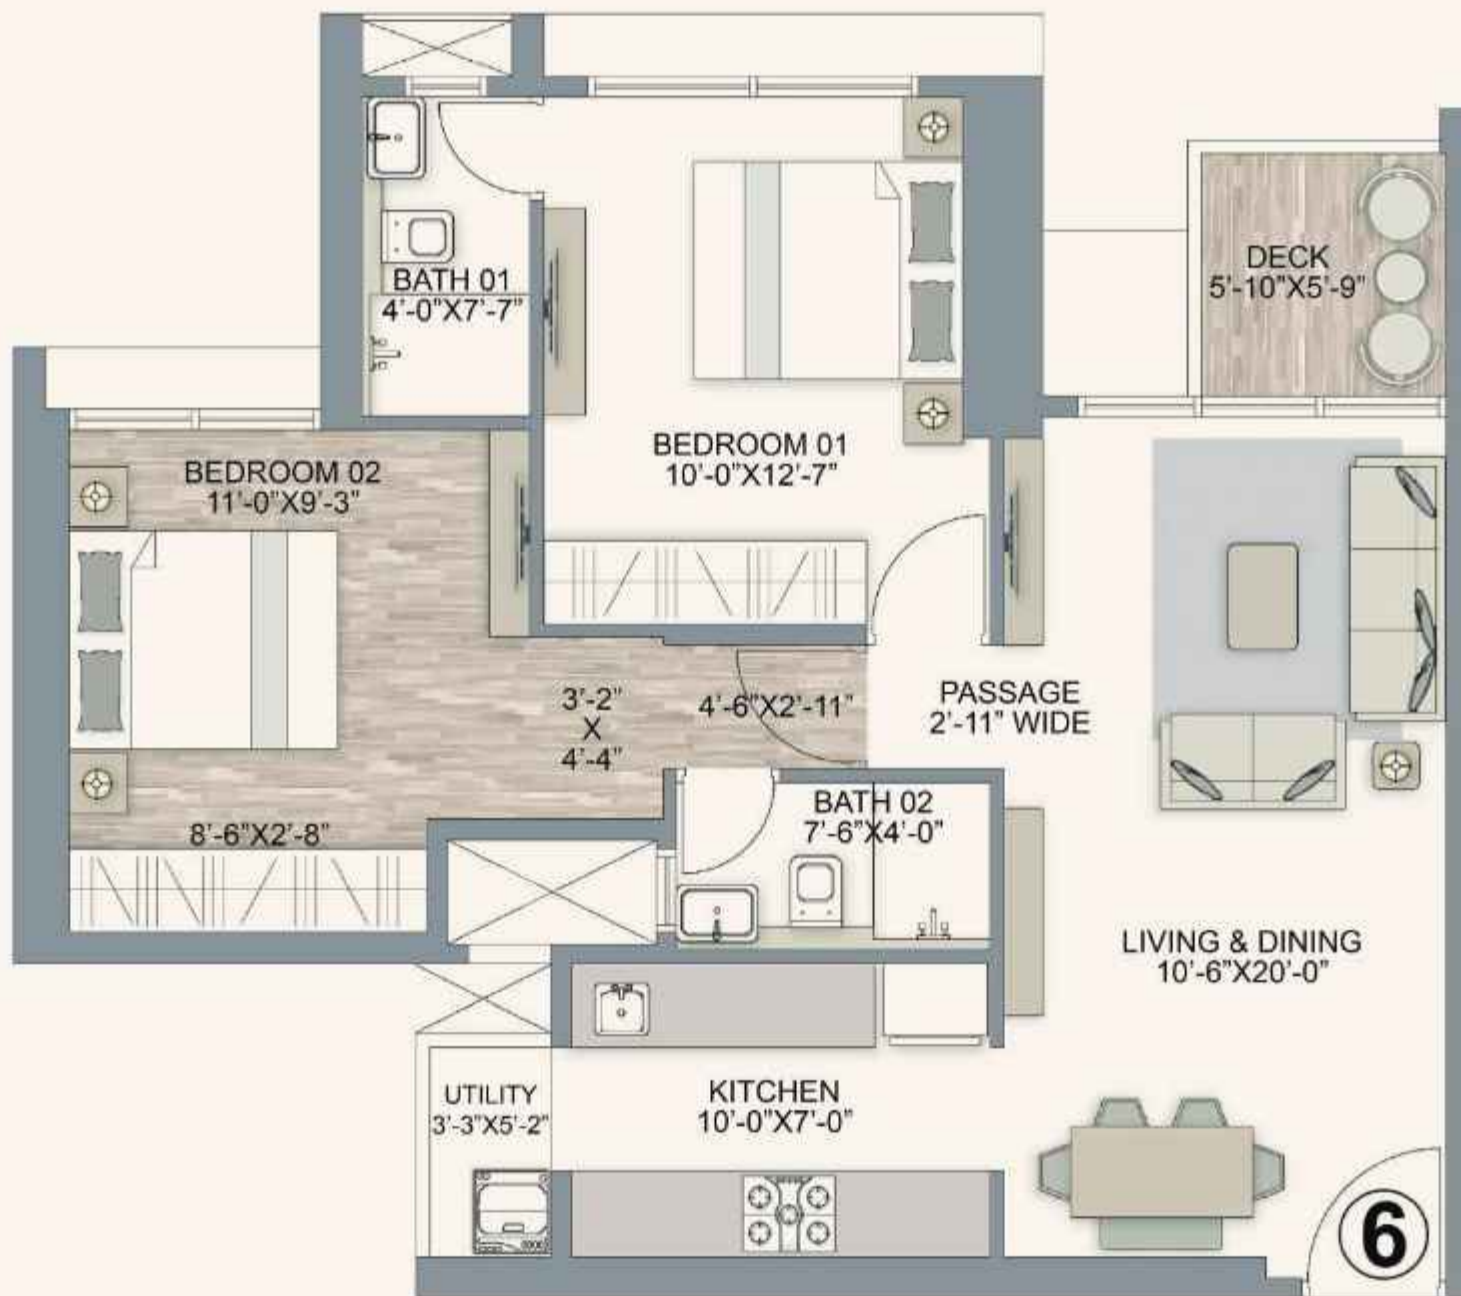 BATH 01
4'-0"X7'-7"
DECK
5'-10"X5'-9"
BEDROOM 01
10'-0"X12'-7"
BEDROOM 02
11'-0"X9'-3"
3'-2"
X
4'-4"
4'-6"X2'-11"
PASSAGE
2'-11" WIDE
8'-6"X2'-8"
BATH 02
7'-6"X4'-0"
LIVING & DINING
10'-6"X20'-0"
UTILITY
3'-3"X5'-2"
KITCHEN
10'-0"X7'-0"
6